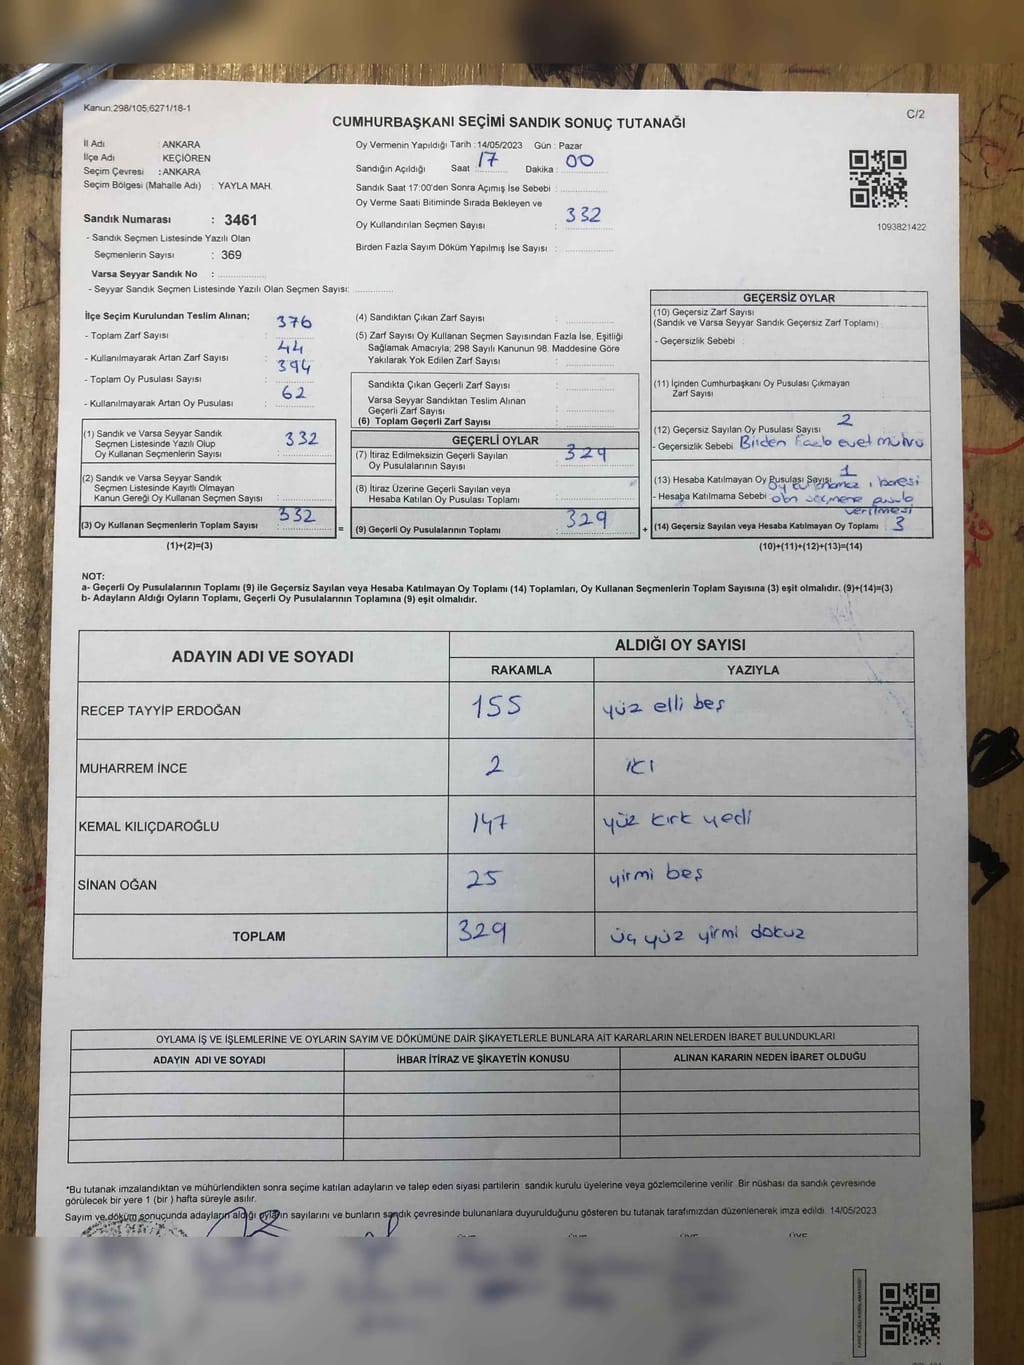 Kanun:298/105;6271/18-1
C/2
CUMHURBAŞKANI SEÇİMİ SANDIK SONUÇ TUTANAĞI
İl Adı : ANKARA
İlçe Adı : KEÇİÖREN
Seçim Çevresi : ANKARA
Seçim Bölgesi (Mahalle Adı) : YAYLA MAH.
Sandık Numarası : 3461
- Sandık Seçmen Listesinde Yazılı Olan
Seçmenlerin Sayısı : 369
Varsa Seyyar Sandık No :
- Seyyar Sandık Seçmen Listesinde Yazılı Olan Seçmen Sayısı:
Oy Vermenin Yapıldığı Tarih : 14/05/2023 Gün : Pazar
Sandığın Açıldığı Saat : 17 Dakika : 00
Sandık Saat 17:00'den Sonra Açılmış İse Sebebi :
Oy Verme Saati Bitiminde Sırada Bekleyen ve
Oy Kullandırılan Seçmen Sayısı : 332
Birden Fazla Sayım Döküm Yapılmış İse Sayısı :
1093821422
İlçe Seçim Kurulundan Teslim Alınan;
- Toplam Zarf Sayısı : 376
- Kullanılmayarak Artan Zarf Sayısı : 44
- Toplam Oy Pusulası Sayısı : 394
- Kullanılmayarak Artan Oy Pusulası : 62
(1) Sandık ve Varsa Seyyar Sandık
Seçmen Listesinde Yazılı Olup
Oy Kullanan Seçmenlerin Sayısı : 332
(2) Sandık ve Varsa Seyyar Sandık
Seçmen Listesinde Kayıtlı Olmayan
Kanun Gereği Oy Kullanan Seçmen Sayısı :
(3) Oy Kullanan Seçmenlerin Toplam Sayısı : 332
(1)+(2)=(3)
(4) Sandıktan Çıkan Zarf Sayısı :
(5) Zarf Sayısı Oy Kullanan Seçmen Sayısından Fazla İse, Eşitliği
Sağlamak Amacıyla; 298 Sayılı Kanunun 98. Maddesine Göre
Yakılarak Yok Edilen Zarf Sayısı :
Sandıkta Çıkan Geçerli Zarf Sayısı :
Varsa Seyyar Sandıktan Teslim Alınan
Geçerli Zarf Sayısı :
(6) Toplam Geçerli Zarf Sayısı :
GEÇERLİ OYLAR
(7) İtiraz Edilmeksizin Geçerli Sayılan
Oy Pusulalarının Sayısı : 329
(8) İtiraz Üzerine Geçerli Sayılan veya
Hesaba Katılan Oy Pusulası Toplamı :
= (9) Geçerli Oy Pusulalarının Toplamı : 329
GEÇERSİZ OYLAR
(10) Geçersiz Zarf Sayısı
(Sandık ve Varsa Seyyar Sandık Geçersiz Zarf Toplamı) :
- Geçersizlik Sebebi :
(11) İçinden Cumhurbaşkanı Oy Pusulası Çıkmayan
Zarf Sayısı :
(12) Geçersiz Sayılan Oy Pusulası Sayısı : 2
- Geçersizlik Sebebi Birden fazla evet mührü
(13) Hesaba Katılmayan Oy Pusulası Sayısı : 1
- Hesaba Katılmama Sebebi Oy kullanamaz ibaresi
olan seçmene pusula
verilmesi
+ (14) Geçersiz Sayılan veya Hesaba Katılmayan Oy Toplamı : 3
(10)+(11)+(12)+(13)=(14)
NOT:
a- Geçerli Oy Pusulalarının Toplamı (9) ile Geçersiz Sayılan veya Hesaba Katılmayan Oy Toplamı (14) Toplamları, Oy Kullanan Seçmenlerin Toplam Sayısına (3) eşit olmalıdır. (9)+(14)=(3)
b- Adayların Aldığı Oyların Toplamı, Geçerli Oy Pusulalarının Toplamına (9) eşit olmalıdır.
ADAYIN ADI VE SOYADI
ALDIĞI OY SAYISI
RAKAMLA YAZIYLA
RECEP TAYYİP ERDOĞAN 155 yüz elli beş
MUHARREM İNCE 2 iki
KEMAL KILIÇDAROĞLU 147 yüz kırk yedi
SİNAN OĞAN 25 yirmi beş
TOPLAM 329 üç yüz yirmi dokuz
OYLAMA İŞ VE İŞLEMLERİNE VE OYLARIN SAYIM VE DÖKÜMÜNE DAİR ŞİKAYETLERLE BUNLARA AİT KARARLARIN NELERDEN İBARET BULUNDUKLARI
ADAYIN ADI VE SOYADI İHBAR İTİRAZ VE ŞİKAYETİN KONUSU ALINAN KARARIN NEDEN İBARET OLDUĞU
*Bu tutanak imzalandıktan ve mühürlendikten sonra seçime katılan adayların ve talep eden siyasi partilerin sandık kurulu üyelerine veya gözlemcilerine verilir. Bir nüshası da sandık çevresinde
görülecek bir yere 1 (bir ) hafta süreyle asılır.
Sayım ve döküm sonuçunda adayların aldığı oyların sayılarını ve bunların sandık çevresinde bulunanlara duyurulduğunu gösteren bu tutanak tarafımızdan düzenlenerek imza edildi. 14/05/2023